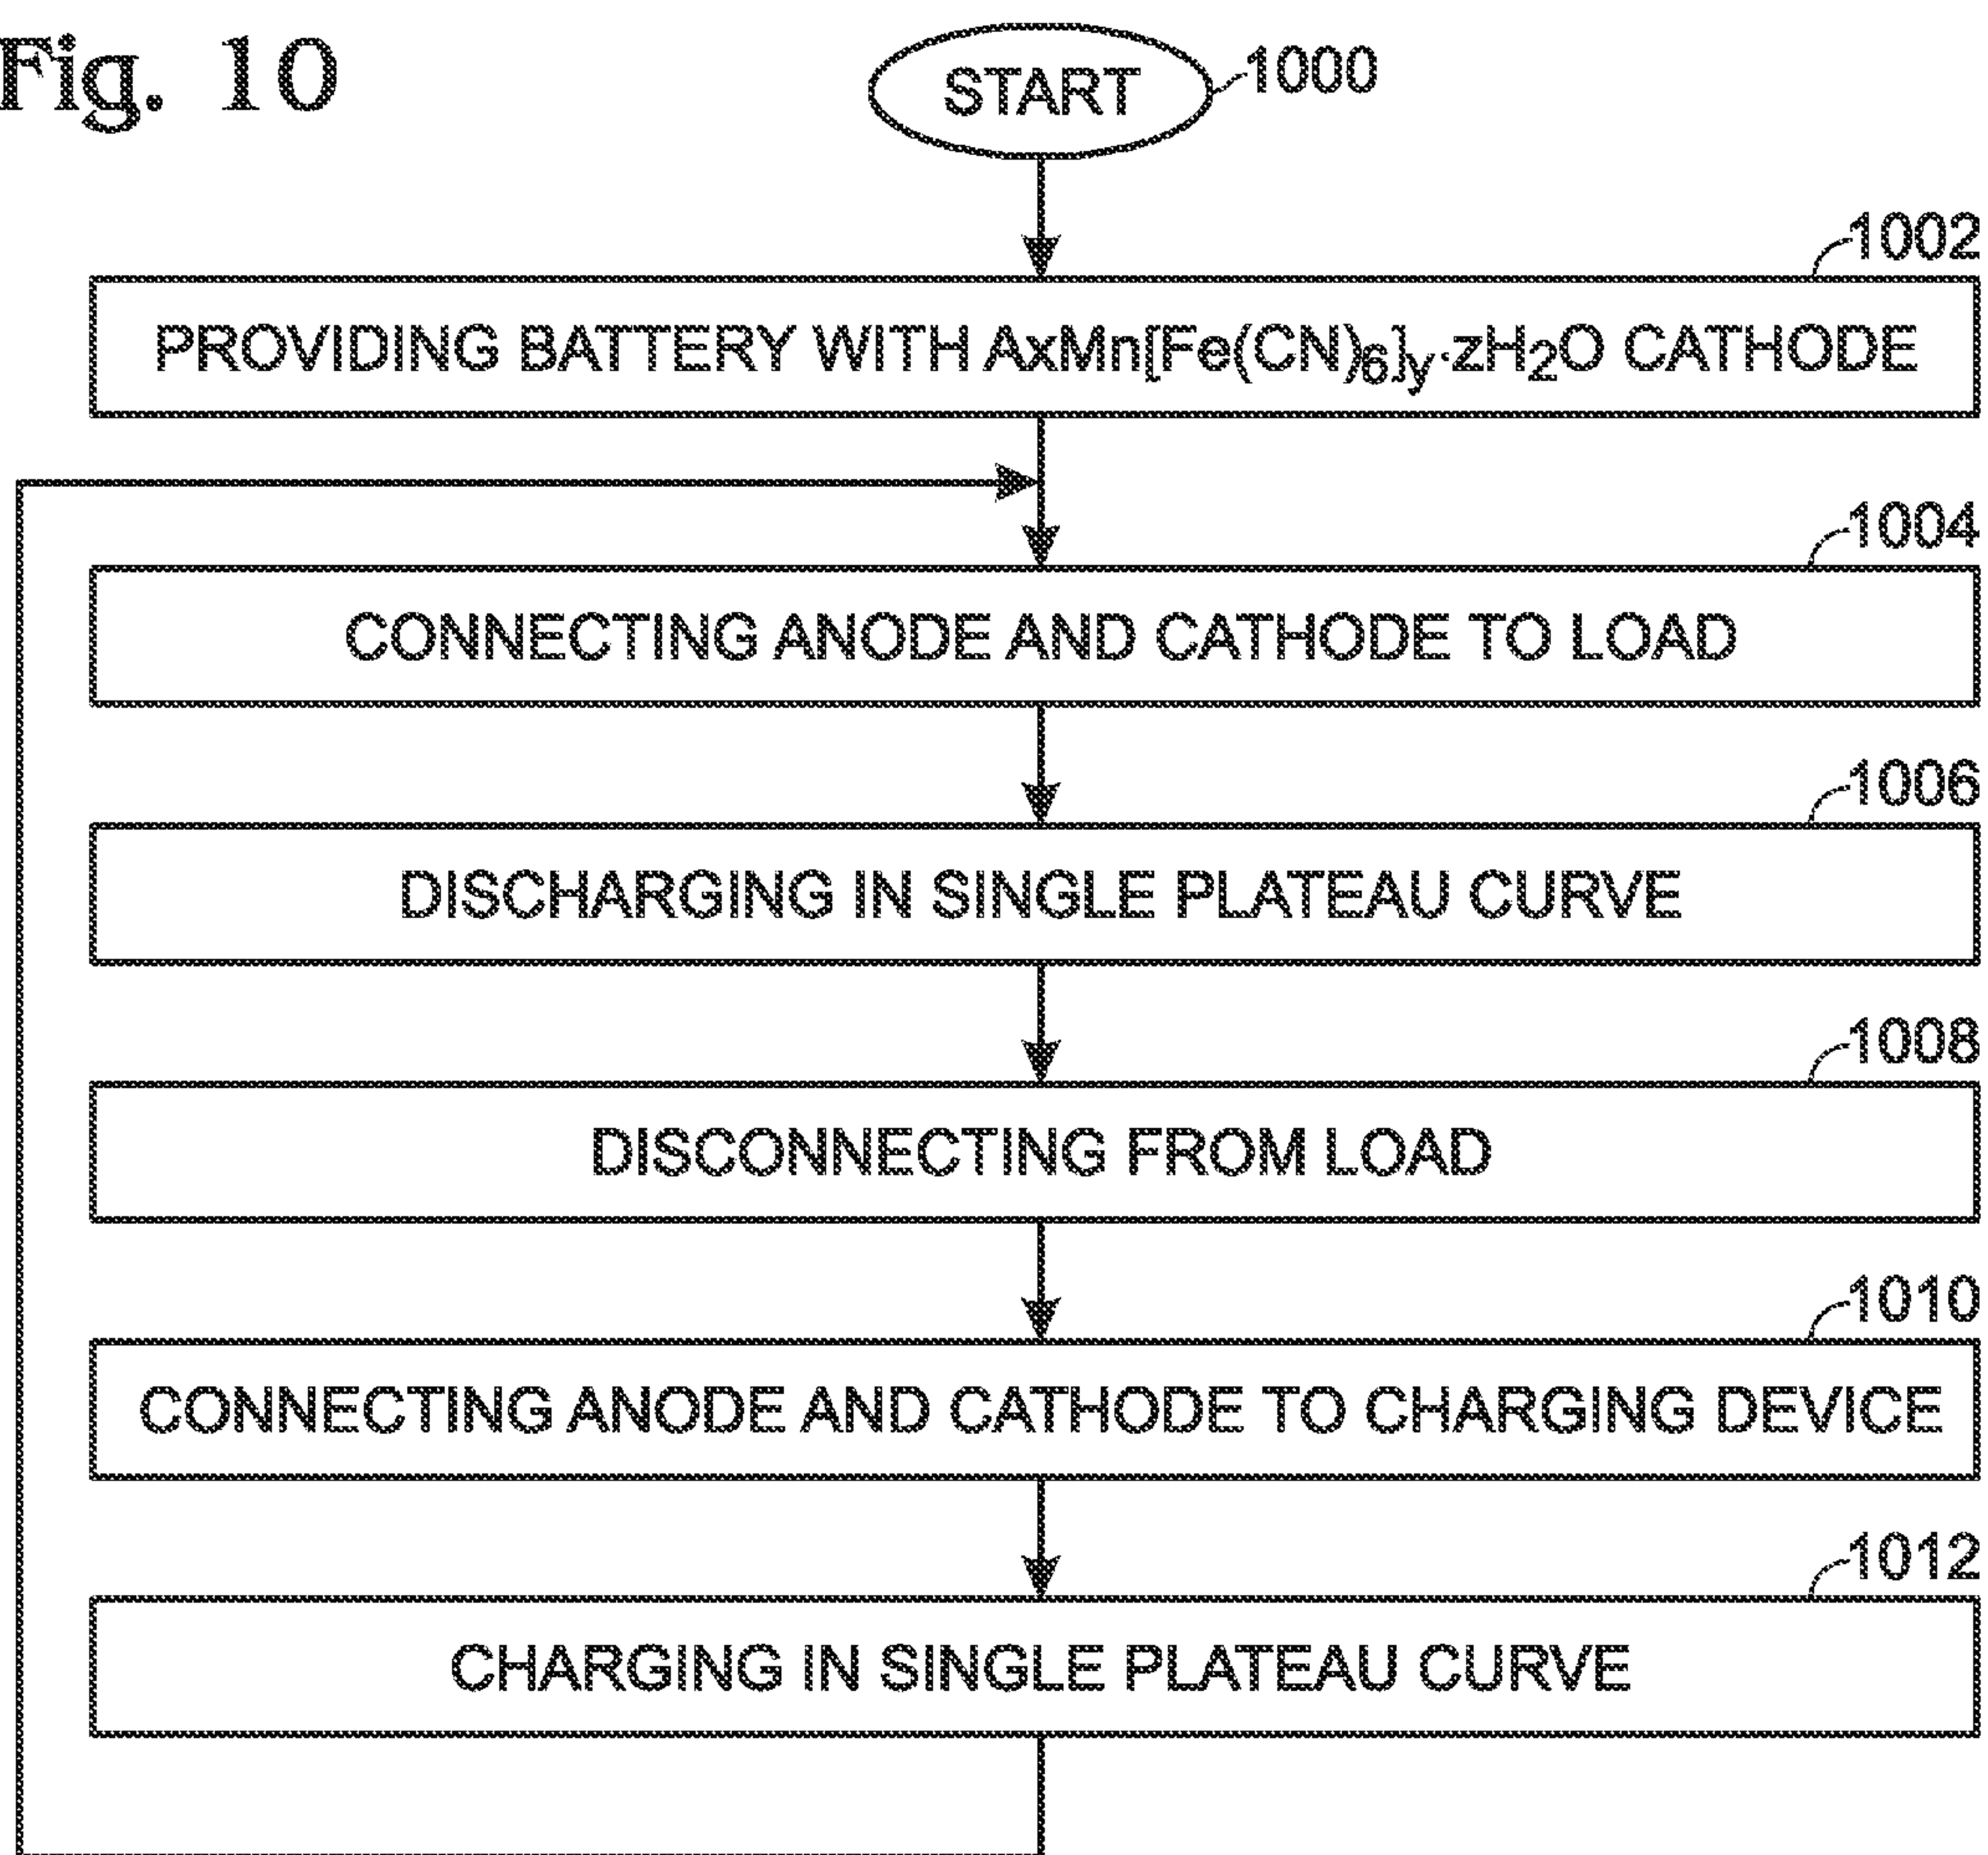 Fig. 10
START
1000
1002
PROVIDING BATTERY WITH AxMn[Fe(CN)₆]y·zH₂O CATHODE
1004
CONNECTING ANODE AND CATHODE TO LOAD
1006
DISCHARGING IN SINGLE PLATEAU CURVE
1008
DISCONNECTING FROM LOAD
1010
CONNECTING ANODE AND CATHODE TO CHARGING DEVICE
1012
CHARGING IN SINGLE PLATEAU CURVE